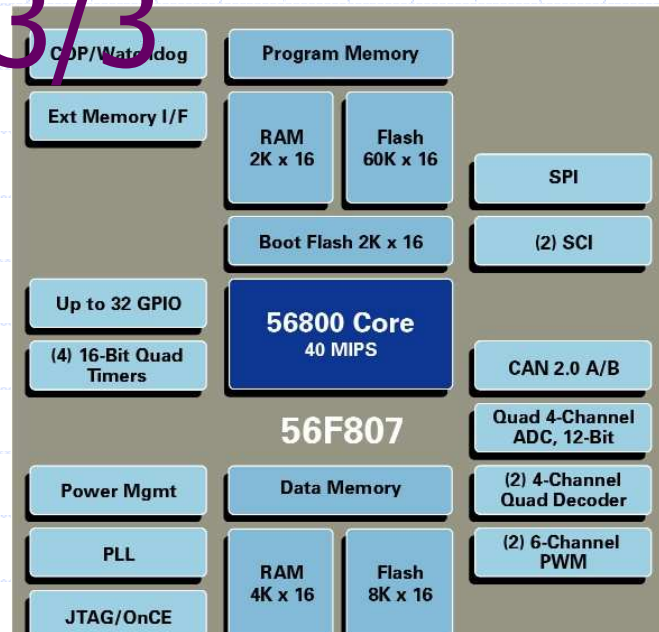 3/3
COP/Watchdog
Program Memory
Ext Memory I/F
RAM
2K x 16
Flash
60K x 16
SPI
Boot Flash 2K x 16
(2) SCI
Up to 32 GPIO
56800 Core
40 MIPS
(4) 16-Bit Quad
Timers
CAN 2.0 A/B
56F807
Quad 4-Channel
ADC, 12-Bit
Power Mgmt
Data Memory
(2) 4-Channel
Quad Decoder
PLL
RAM
4K x 16
Flash
8K x 16
(2) 6-Channel
PWM
JTAG/OnCE